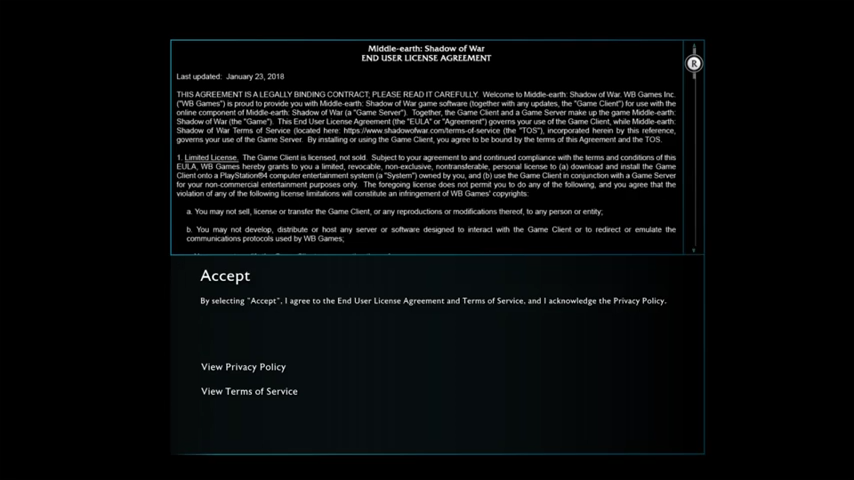 Middle-earth: Shadow of War
END USER LICENSE AGREEMENT
R
Last updated: January 23, 2018
THIS AGREEMENT IS A LEGALLY BINDING CONTRACT; PLEASE READ IT CAREFULLY. Welcome to Middle-earth: Shadow of War. WB Games Inc.
("WB Games") is proud to provide you with Middle-earth: Shadow of War game software (together with any updates, the "Game Client") for use with the
online component of Middle-earth: Shadow of War (a "Game Server"). Together, the Game Client and a Game Server make up the game Middle-earth:
Shadow of War (the "Game"). This End User License Agreement (the "EULA" or "Agreement") governs your use of the Game Client, while Middle-earth:
Shadow of War Terms of Service (located here: https://www.shadowofwar.com/terms-of-service (the "TOS"), incorporated herein by this reference,
governs your use of the Game Server. By installing or using the Game Client, you agree to be bound by the terms of this Agreement and the TOS.
1. Limited License. The Game Client is licensed, not sold. Subject to your agreement to and continued compliance with the terms and conditions of this
EULA, WB Games hereby grants to you a limited, revocable, non-exclusive, nontransferable, personal license to (a) download and install the Game
Client onto a PlayStation®4 computer entertainment system (a "System") owned by you, and (b) use the Game Client in conjunction with a Game Server
for your non-commercial entertainment purposes only. The foregoing license does not permit you to do any of the following, and you agree that the
violation of any of the following license limitations will constitute an infringement of WB Games' copyrights:
a. You may not sell, license or transfer the Game Client, or any reproductions or modifications thereof, to any person or entity;
b. You may not develop, distribute or host any server or software designed to interact with the Game Client or to redirect or emulate the
communications protocols used by WB Games;
Accept
By selecting "Accept", I agree to the End User License Agreement and Terms of Service, and I acknowledge the Privacy Policy.
View Privacy Policy
View Terms of Service